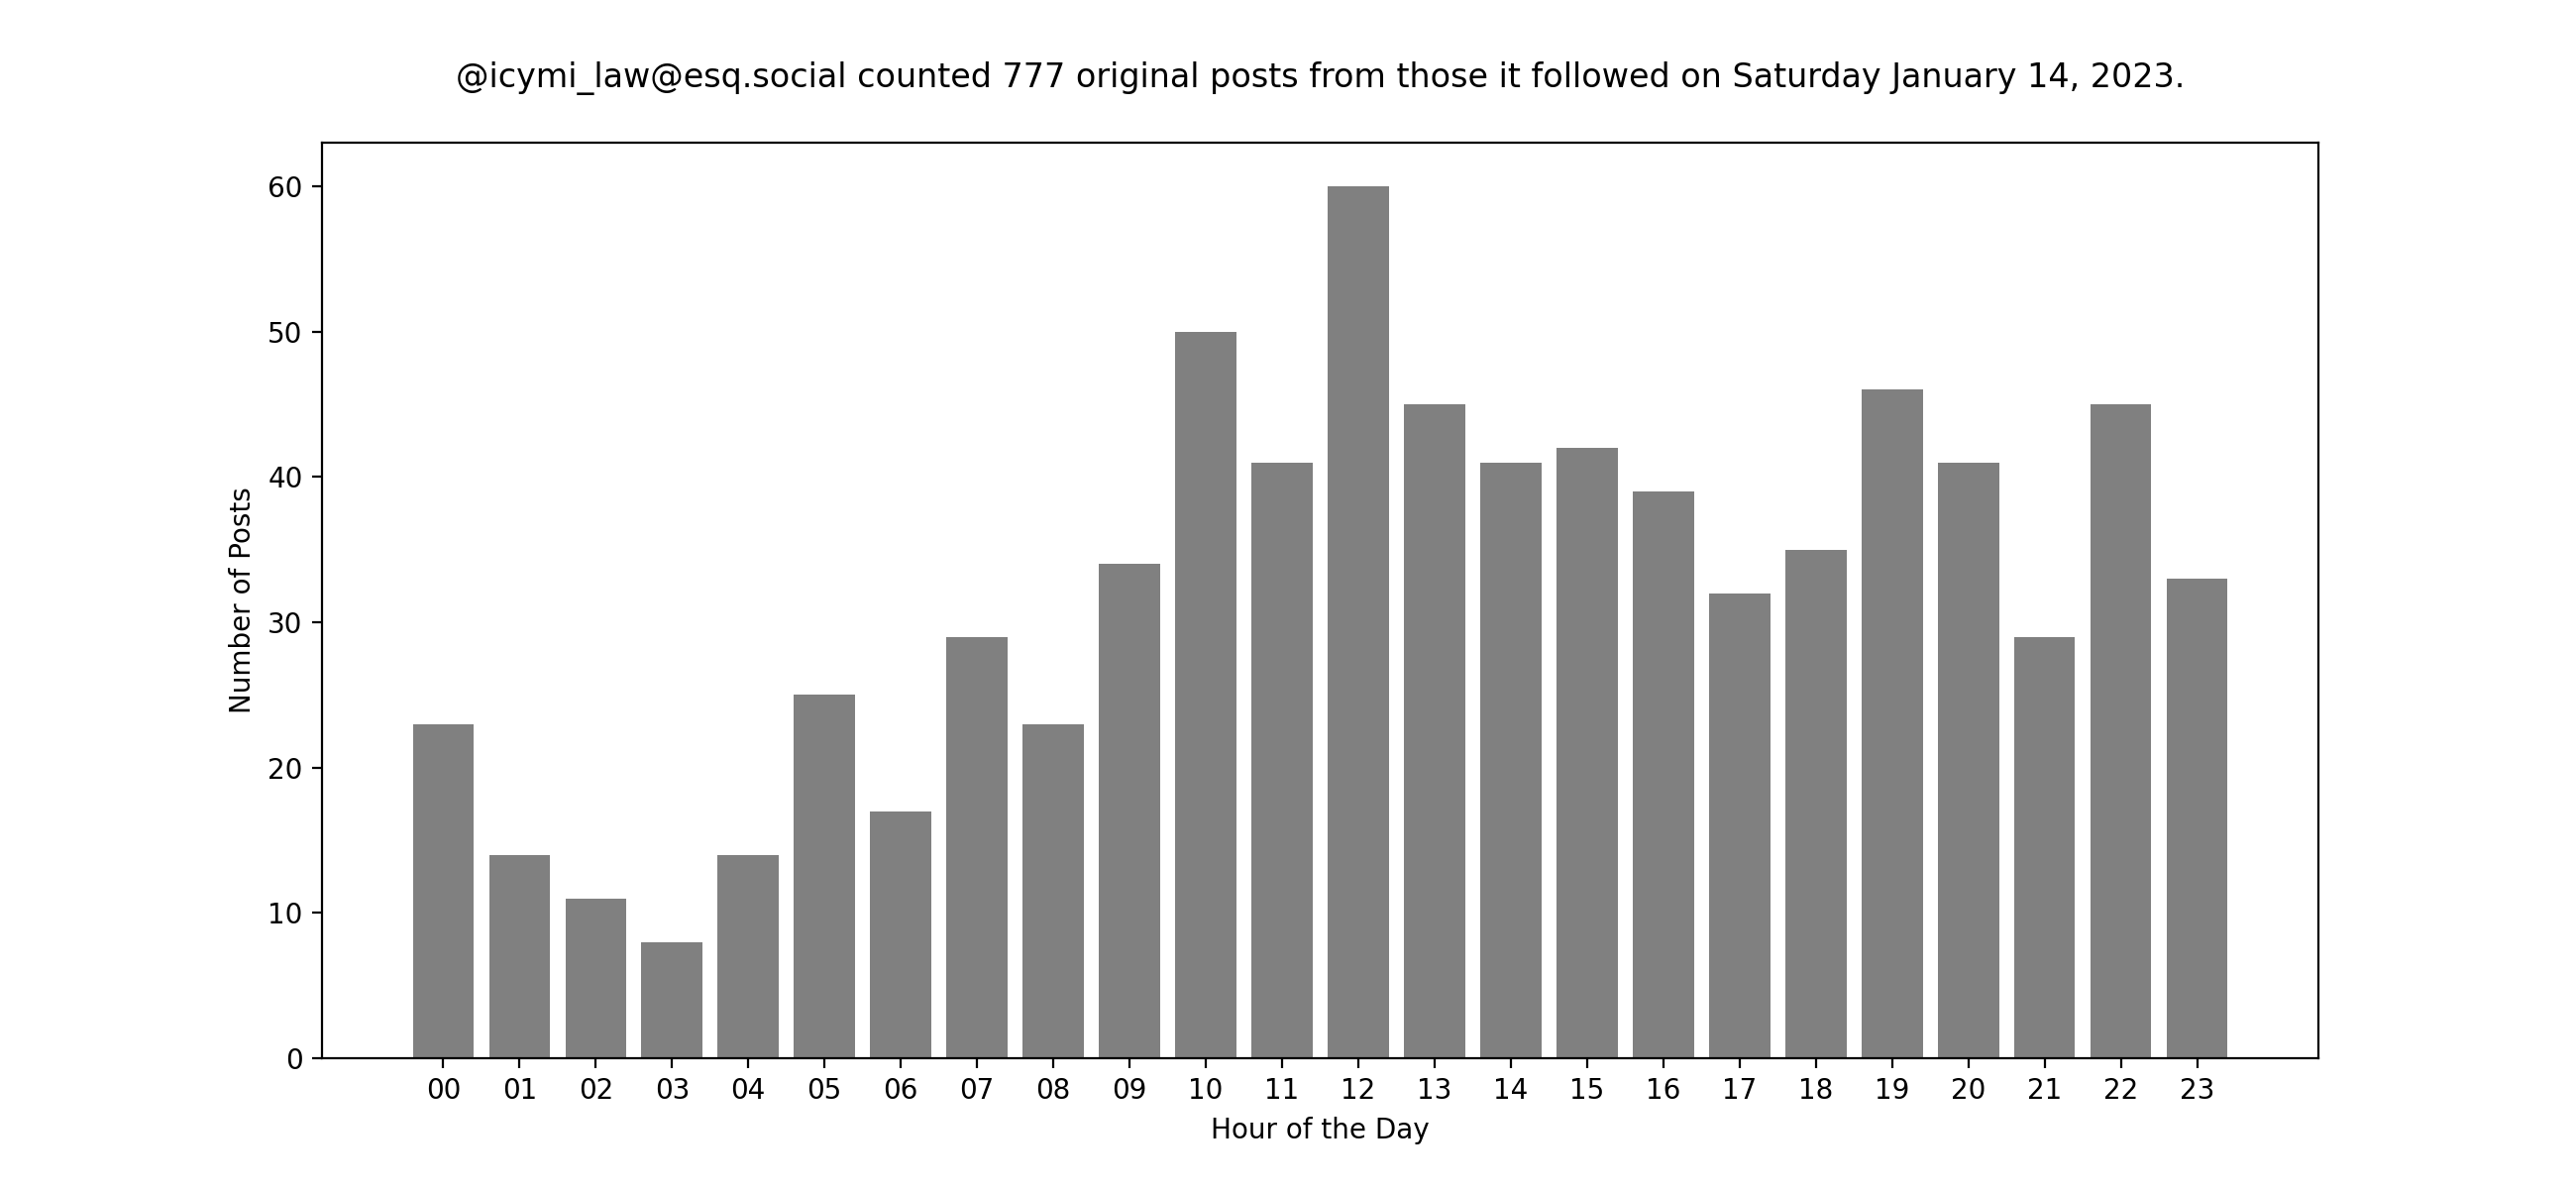 @icymi_law@esq.social counted 777 original posts from those it followed on Saturday January 14, 2023.
60
50
40
30
20
10
0
Number of Posts
00 01 02 03 04 05 06 07 08 09 10 11 12 13 14 15 16 17 18 19 20 21 22 23
Hour of the Day